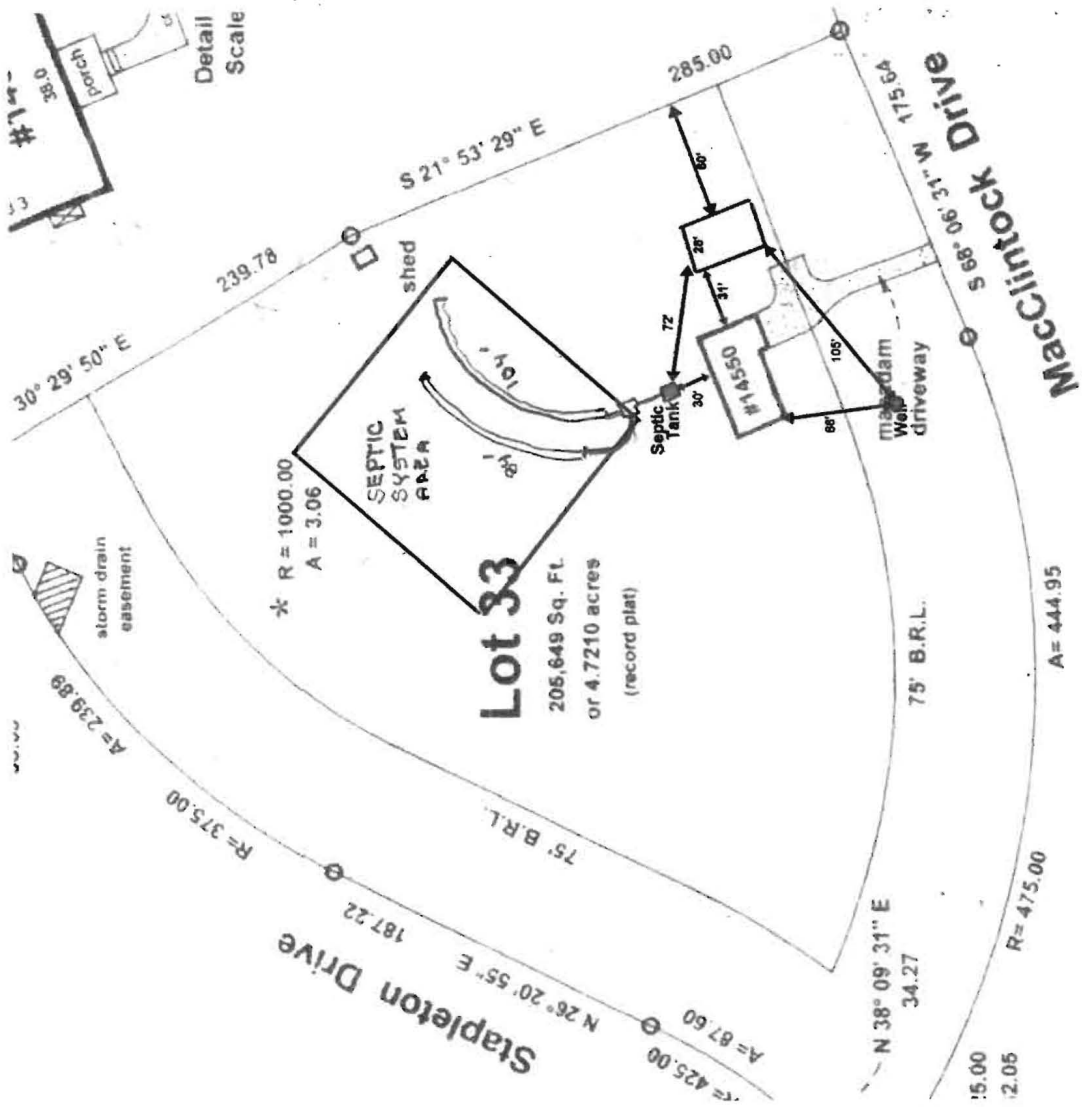 #14-
38.0
porch
Detail
Scale
239.78
30° 29' 50" E
S 21° 53' 29" E
285.00
shed
60'
28'
31'
72'
30'
104'
84'
SEPTIC
SYSTEM
AREA
Septic
Tank
#14550
105'
66'
Well
driveway
S 68° 06' 31" W 175.64
MacClintock Drive
* R = 1000.00
A = 3.06
storm drain
easement
Lot 33
205,649 Sq. Ft.
or 4.7210 acres
(record plat)
A= 239.89
R= 375.00
75' B.R.L.
75' B.R.L.
187.22
N 26° 20' 55" E
Stapleton Drive
A= 87.60
= 425.00
N 38° 09' 31" E
34.27
A= 444.95
R= 475.00